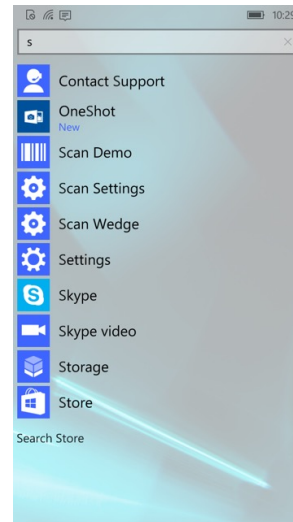 10:29
s
Contact Support
OneShot
New
Scan Demo
Scan Settings
Scan Wedge
Settings
Skype
Skype video
Storage
Store
Search Store